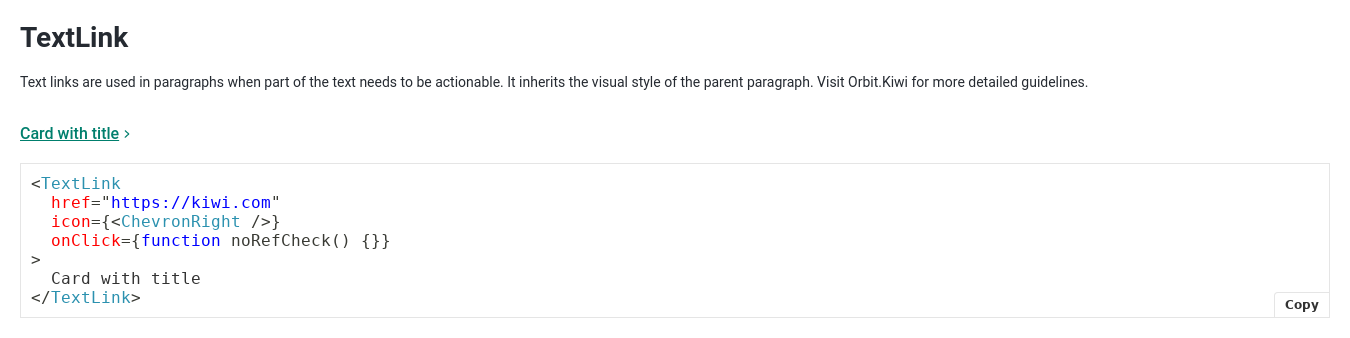 TextLink
Text links are used in paragraphs when part of the text needs to be actionable. It inherits the visual style of the parent paragraph. Visit Orbit.Kiwi for more detailed guidelines.
Card with title >
<TextLink
  href="https://kiwi.com"
  icon={<ChevronRight />}
  onClick={function noRefCheck() {}}
>
  Card with title
</TextLink>
Copy